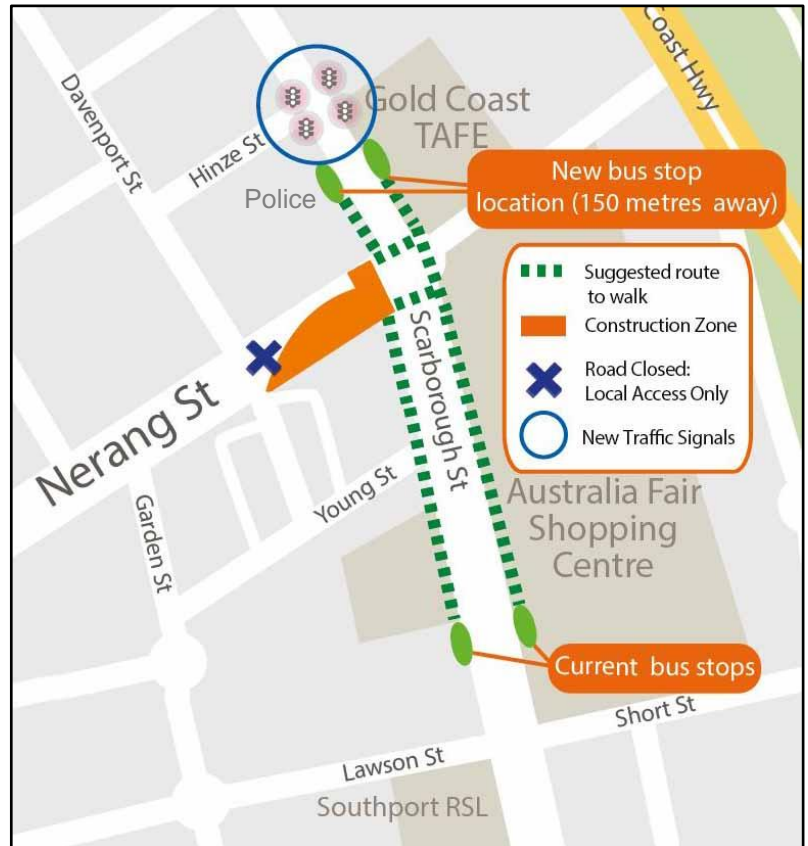 Coast Hwy
Davenport St
Gold Coast
TAFE
Hinze St
Police
New bus stop
location (150 metres away)
Suggested route
to walk
Construction Zone
Road Closed:
Local Access Only
New Traffic Signals
Scarborough St
Nerang St
Young St
Garden St
Australia Fair
Shopping
Centre
Current bus stops
Short St
Lawson St
Southport RSL